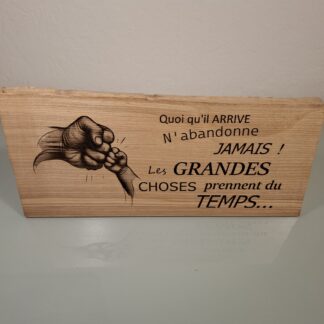 Quoi qu'il ARRIVE
N'abandonne
JAMAIS !
Les GRANDES
CHOSES prennent du
TEMPS...